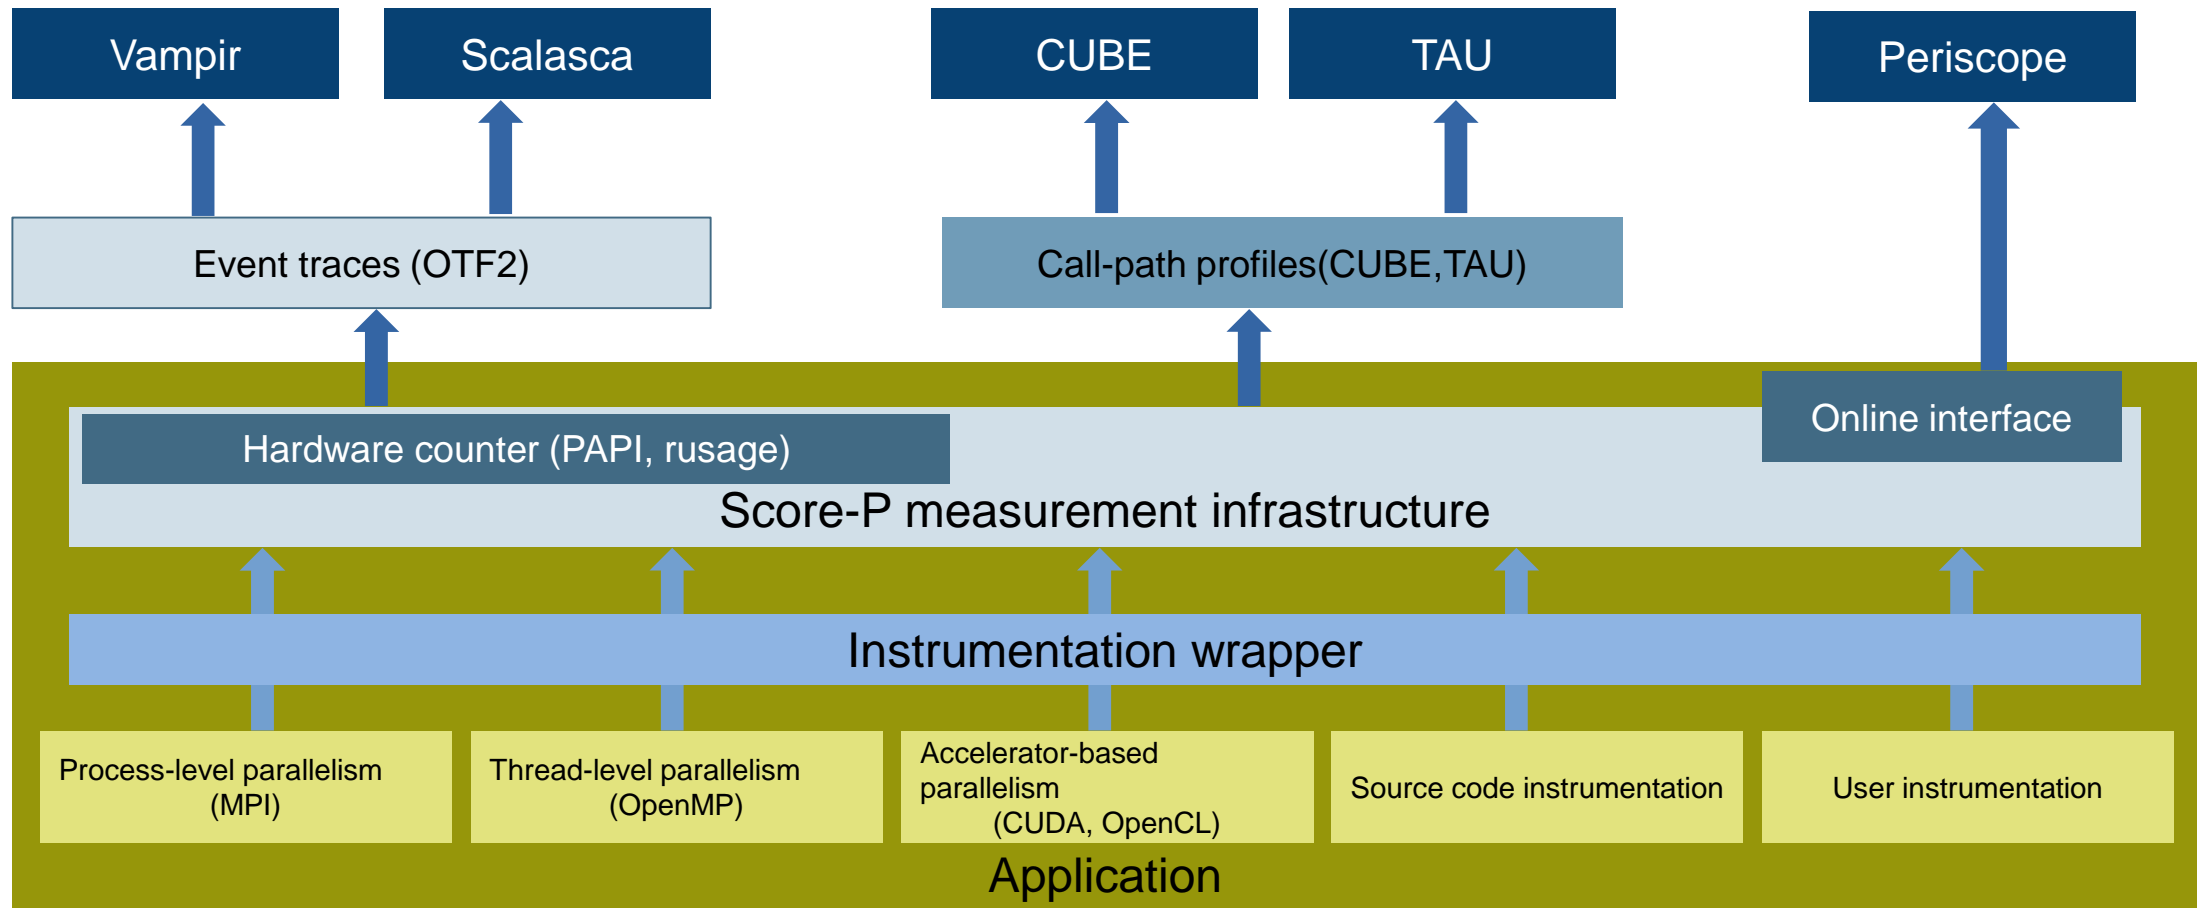 Vampir
Scalasca
CUBE
TAU
Periscope
Event traces (OTF2)
Call-path profiles(CUBE,TAU)
Online interface
Hardware counter (PAPI, rusage)
Score-P measurement infrastructure
Instrumentation wrapper
Process-level parallelism
(MPI)
Thread-level parallelism
(OpenMP)
Accelerator-based
parallelism
(CUDA, OpenCL)
Source code instrumentation
User instrumentation
Application